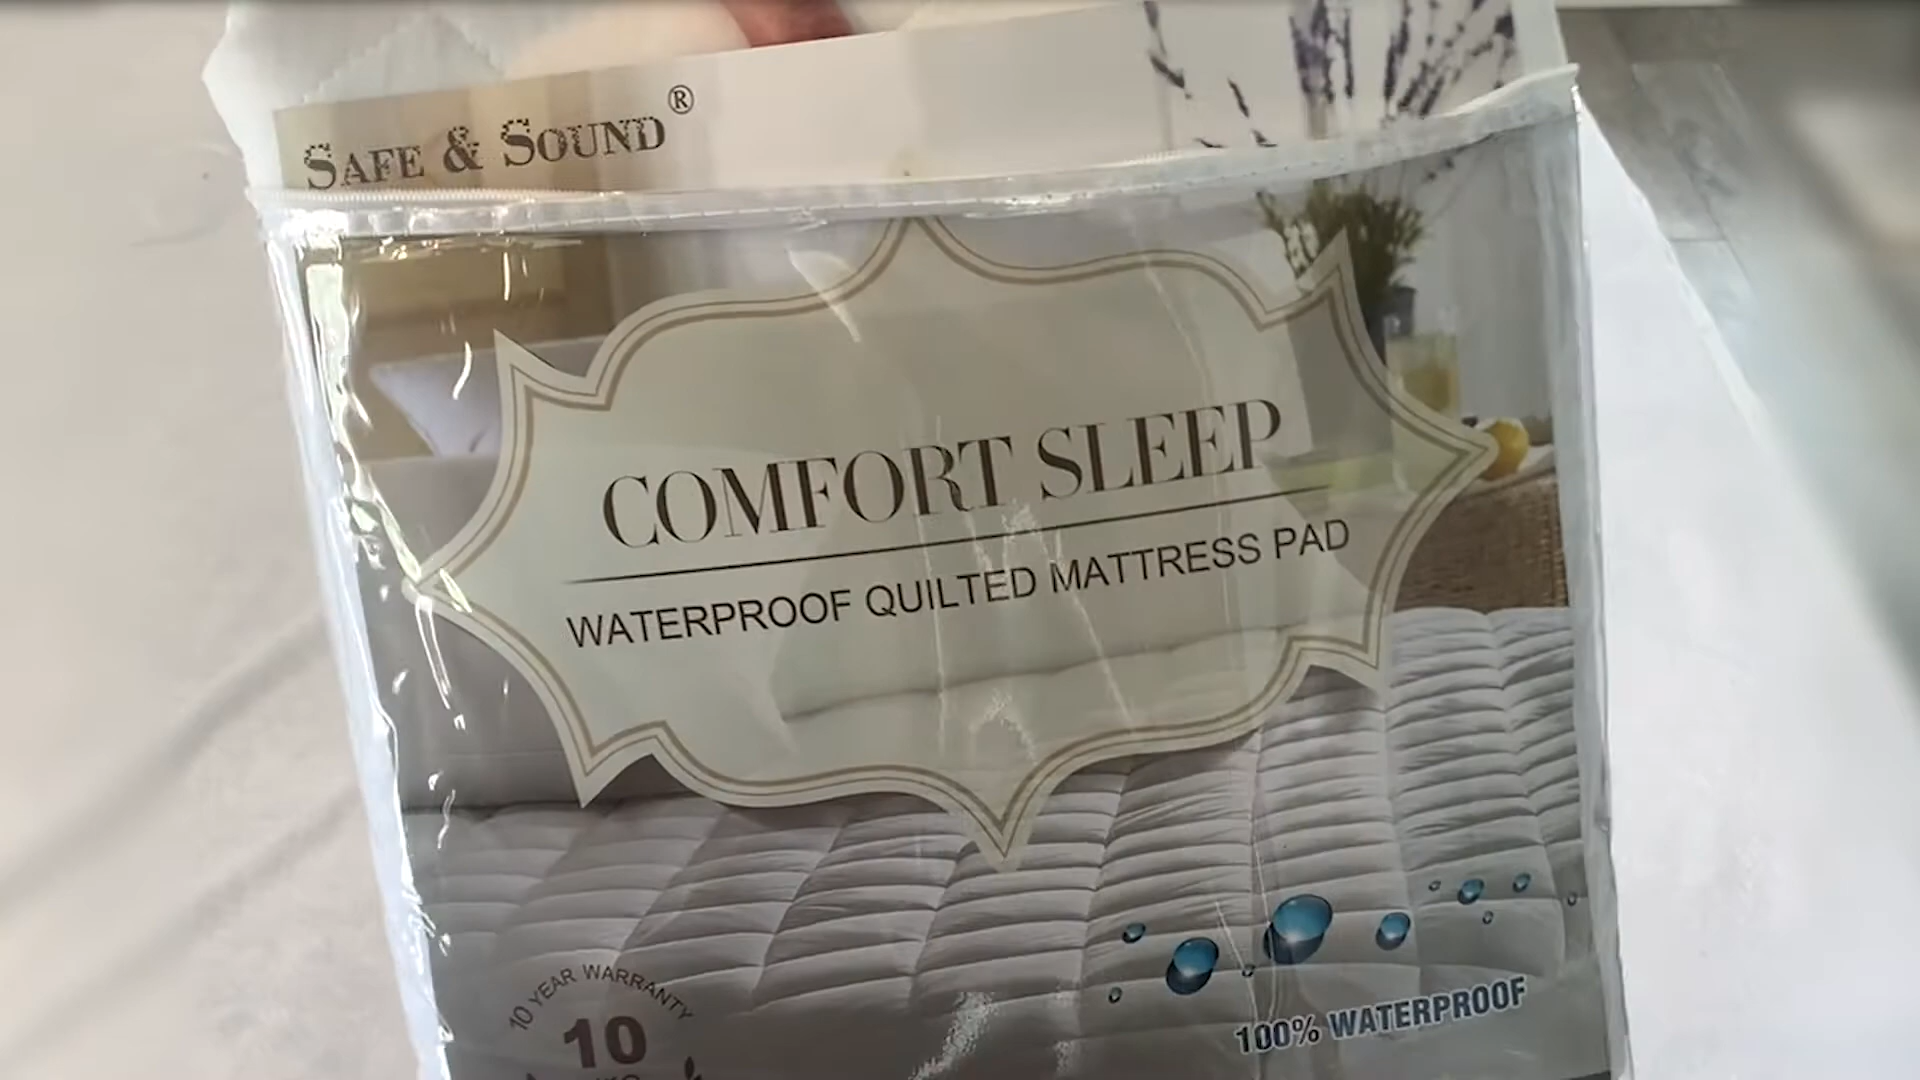 SAFE & SOUND®
COMFORT SLEEP
WATERPROOF QUILTED MATTRESS PAD
10 YEAR WARRANTY
10
100% WATERPROOF